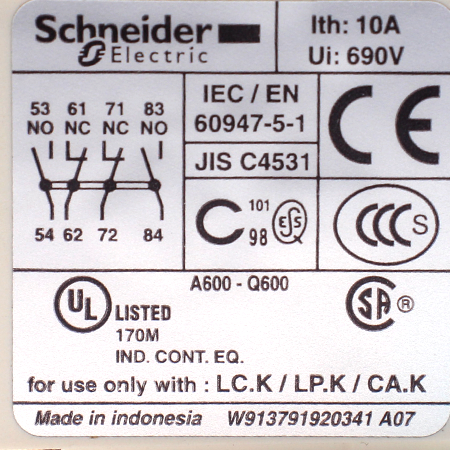 Schneider Electric
Ith: 10A
Ui: 690V
53 61 71 83
NO NC NC NO
54 62 72 84
IEC / EN
60947-5-1
JIS C4531
CE
C 101 98
CCC S
UL LISTED
170M
IND. CONT. EQ.
A600 - Q600
SA ®
for use only with : LC.K / LP.K / CA.K
Made in indonesia W913791920341 A07